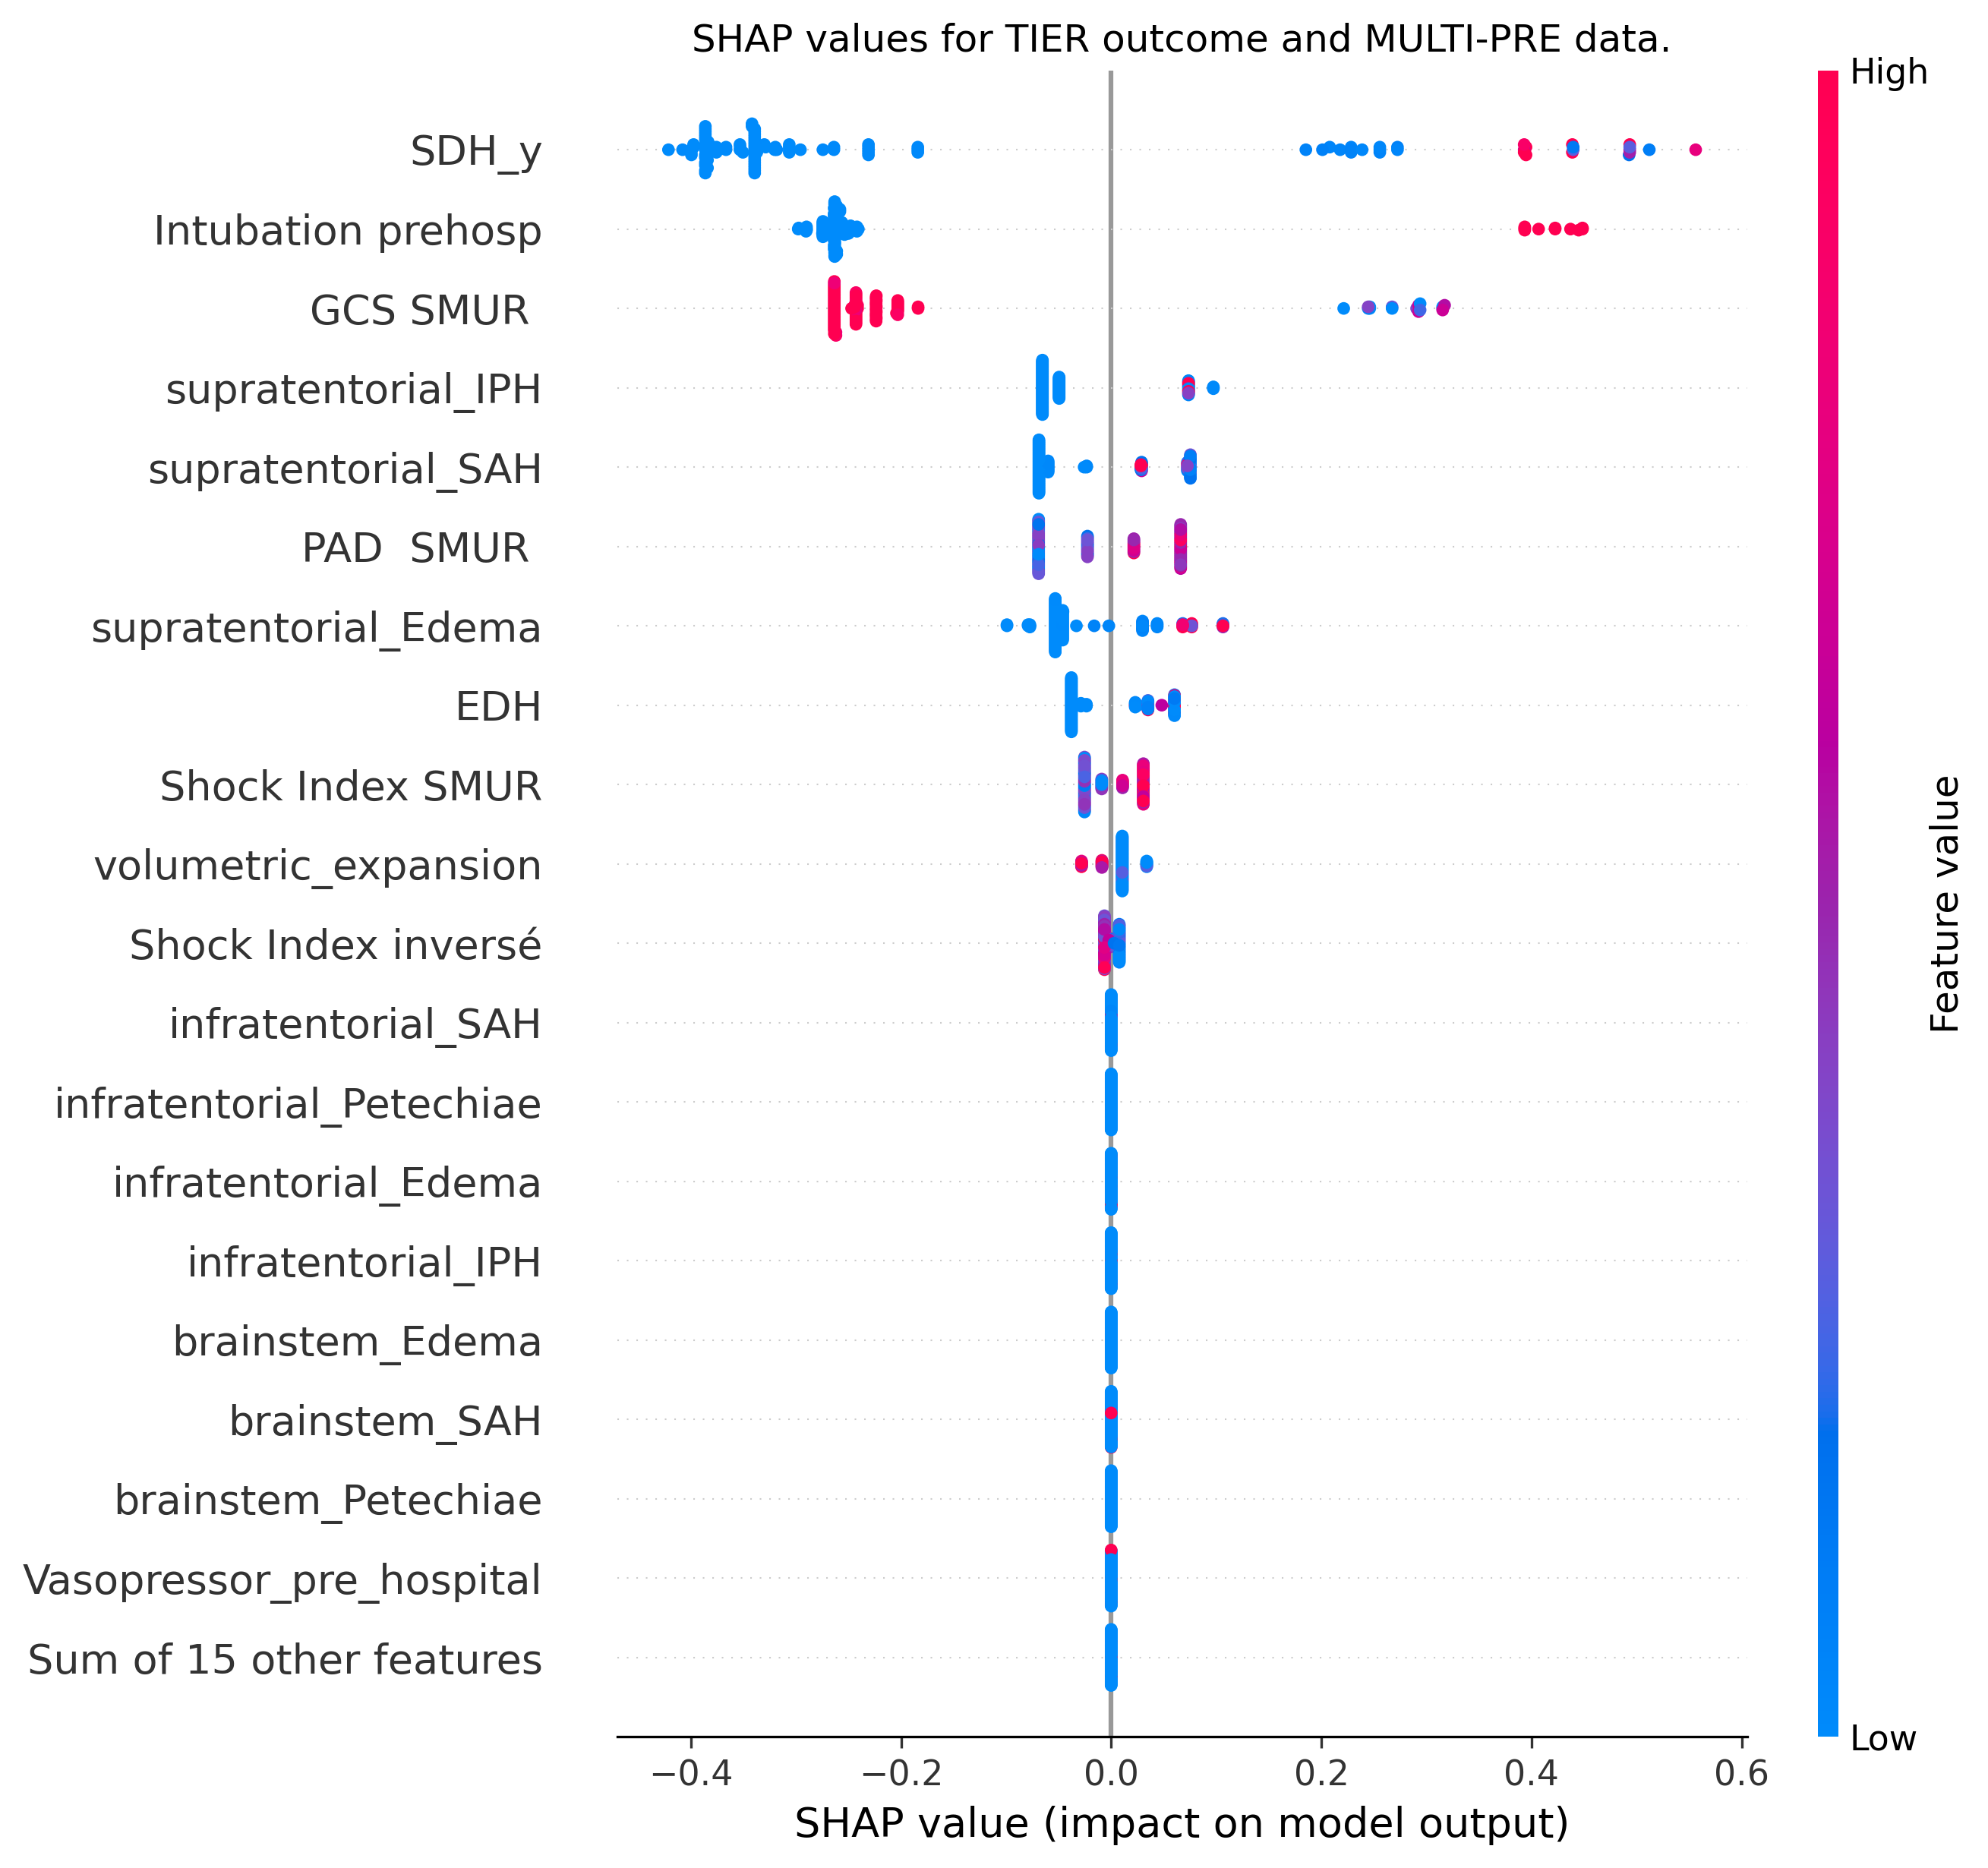 SHAP values for TIER outcome and MULTI-PRE data.
High
SDH_y
Intubation prehosp
GCS SMUR
supratentorial_IPH
supratentorial_SAH
PAD  SMUR
supratentorial_Edema
EDH
Shock Index SMUR
volumetric_expansion
Shock Index inversé
infratentorial_SAH
infratentorial_Petechiae
infratentorial_Edema
infratentorial_IPH
brainstem_Edema
brainstem_SAH
brainstem_Petechiae
Vasopressor_pre_hospital
Sum of 15 other features
Feature value
Low
−0.4 −0.2 0.0 0.2 0.4 0.6
SHAP value (impact on model output)